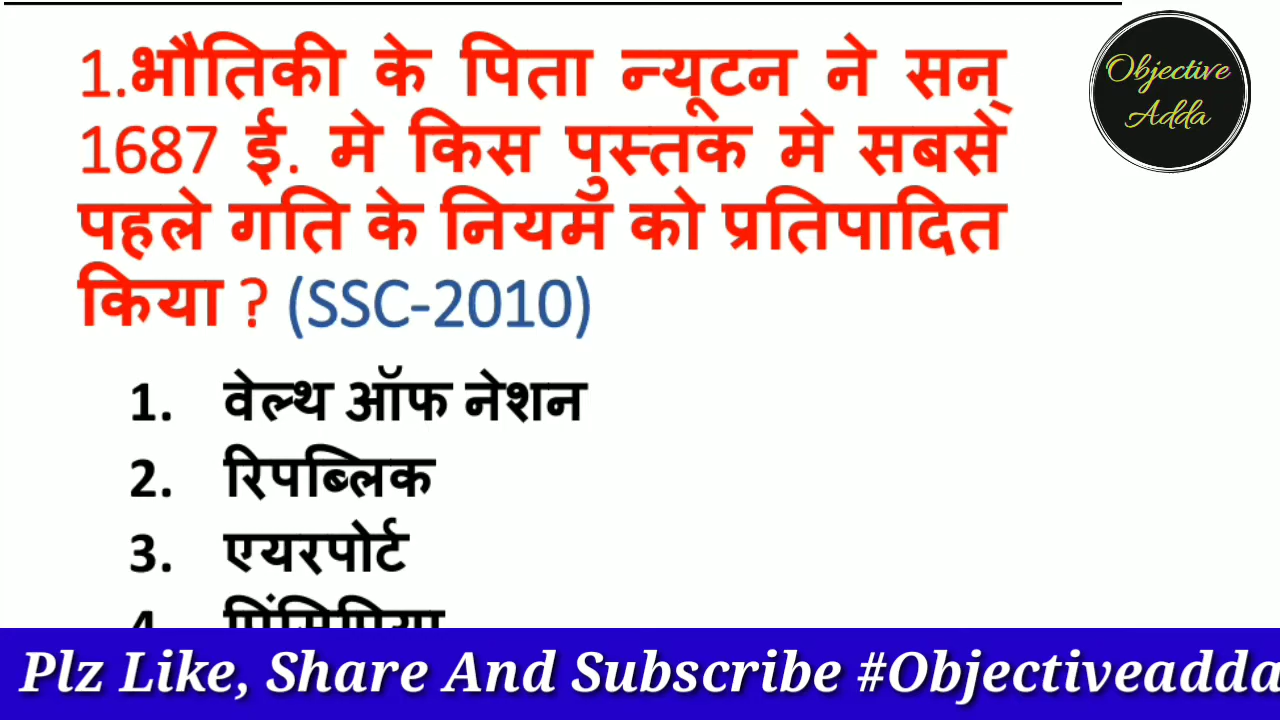 1.भौतिकी के पिता न्यूटन ने सन्
1687 ई. मे किस पुस्तक मे सबसे
पहले गति के नियम को प्रतिपादित
किया ? (SSC-2010)
1. वेल्थ ऑफ नेशन
2. रिपब्लिक
3. एयरपोर्ट
4.
Objective
Adda
Plz Like, Share And Subscribe #Objectiveadda